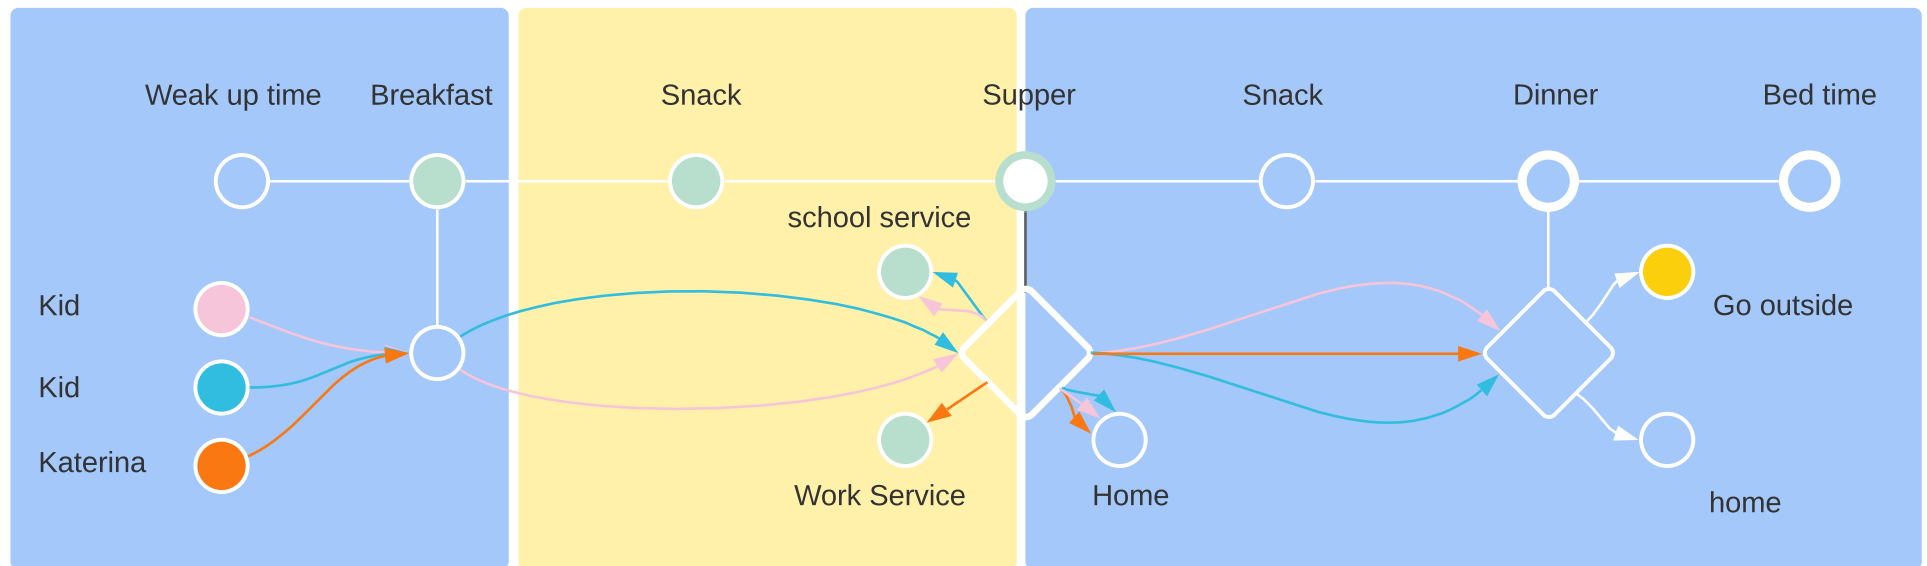 Weak up time
Breakfast
Snack
Supper
Snack
Dinner
Bed time
school service
Kid
Go outside
Kid
Katerina
Work Service
Home
home